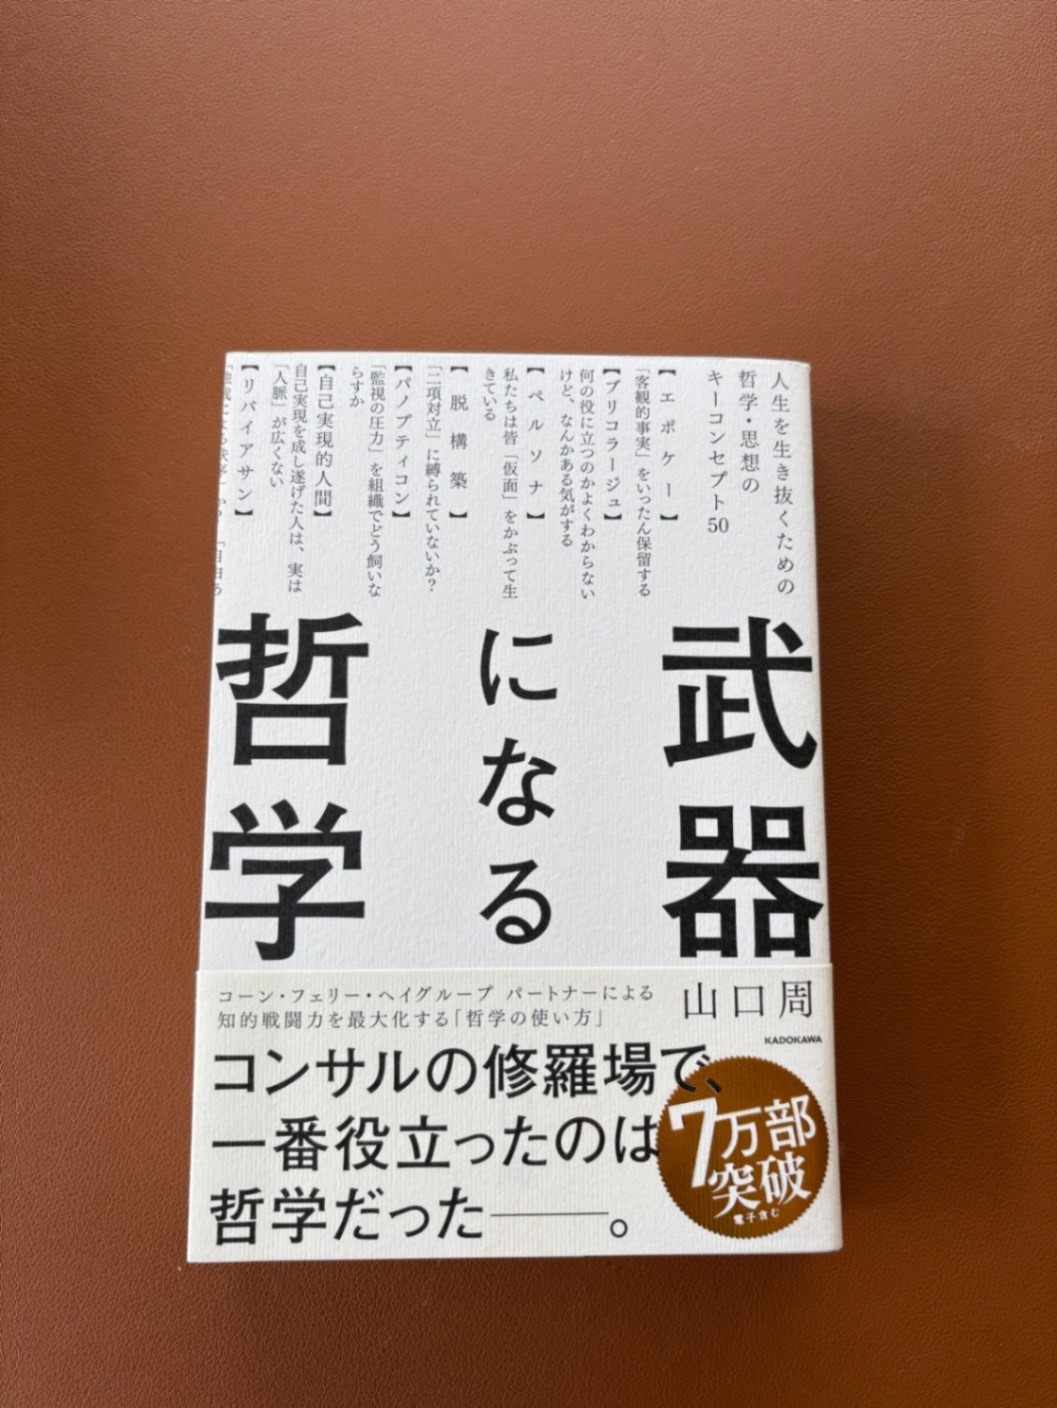 人生を生き抜くための
哲学・思想の
キーコンセプト50
【エポケー】
「客観的事実」をいったん保留する
【ブリコラージュ】
何の役に立つのかよくわからない
けど、なんかある気がする
【ペルソナ】
私たちは皆「仮面」をかぶって生
きている
【脱構築】
「二項対立」に縛られていないか？
【パノプティコン】
「監視の圧力」を組織でどう飼いな
らすか
【自己実現的人間】
自己実現を成し遂げた人は、実は
「人脈」が広くない
【リバイアサン】
武器
になる
哲学
山口周
KADOKAWA
コーン・フェリー・ヘイグループ パートナーによる
知的戦闘力を最大化する「哲学の使い方」
コンサルの修羅場で、
一番役立ったのは
哲学だった――。
7万部
突破
電子含む